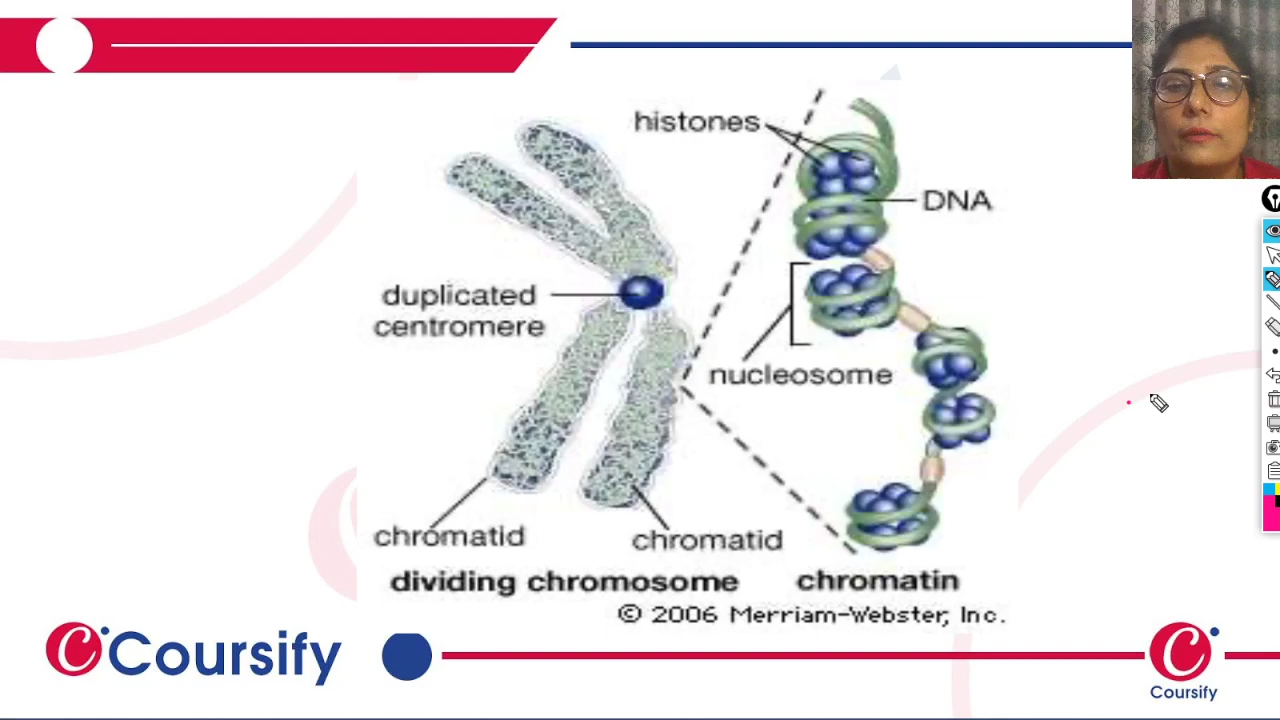 histones
DNA
duplicated
centromere
nucleosome
chromatid
chromatid
dividing chromosome
chromatin
© 2006 Merriam-Webster, Inc.
Coursify
Coursify